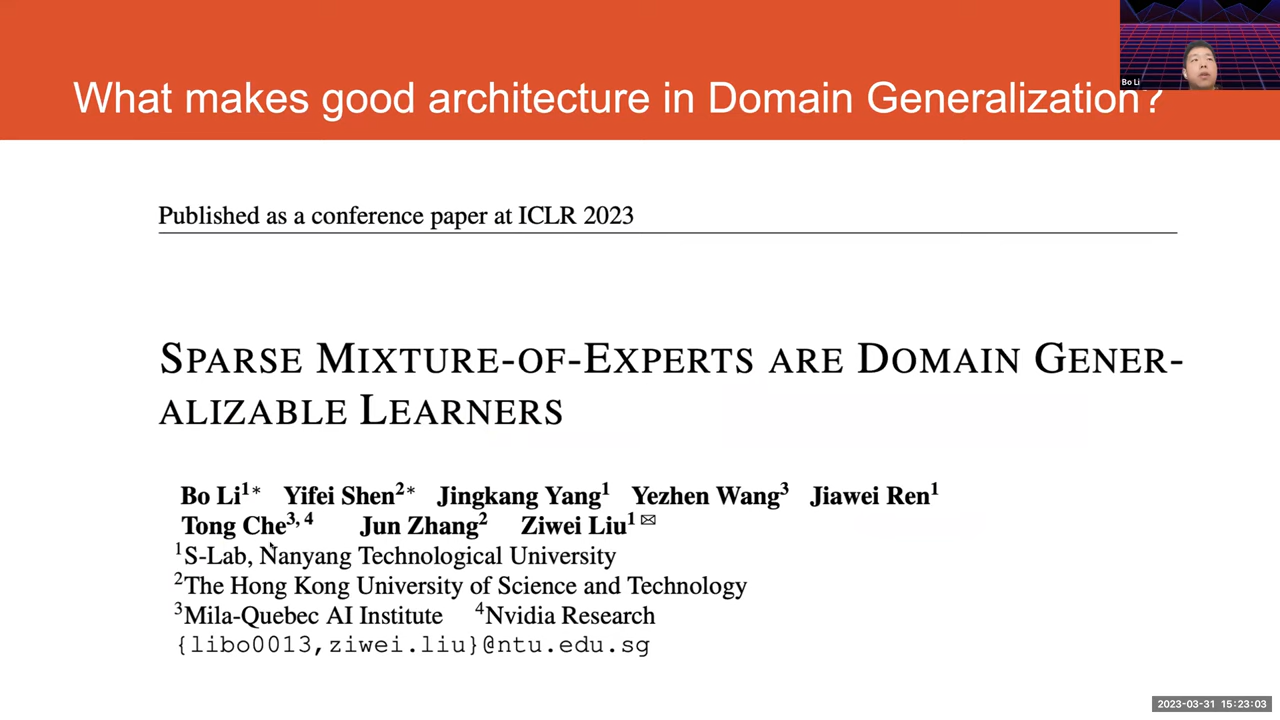 What makes good architecture in Domain Generalization?
Bo Li
Published as a conference paper at ICLR 2023
SPARSE MIXTURE-OF-EXPERTS ARE DOMAIN GENER-
ALIZABLE LEARNERS
Bo Li1* Yifei Shen2* Jingkang Yang1 Yezhen Wang3 Jiawei Ren1
Tong Che3, 4 Jun Zhang2 Ziwei Liu1 ✉
1S-Lab, Nanyang Technological University
2The Hong Kong University of Science and Technology
3Mila-Quebec AI Institute 4Nvidia Research
{libo0013,ziwei.liu}@ntu.edu.sg
2023-03-31 15:23:03